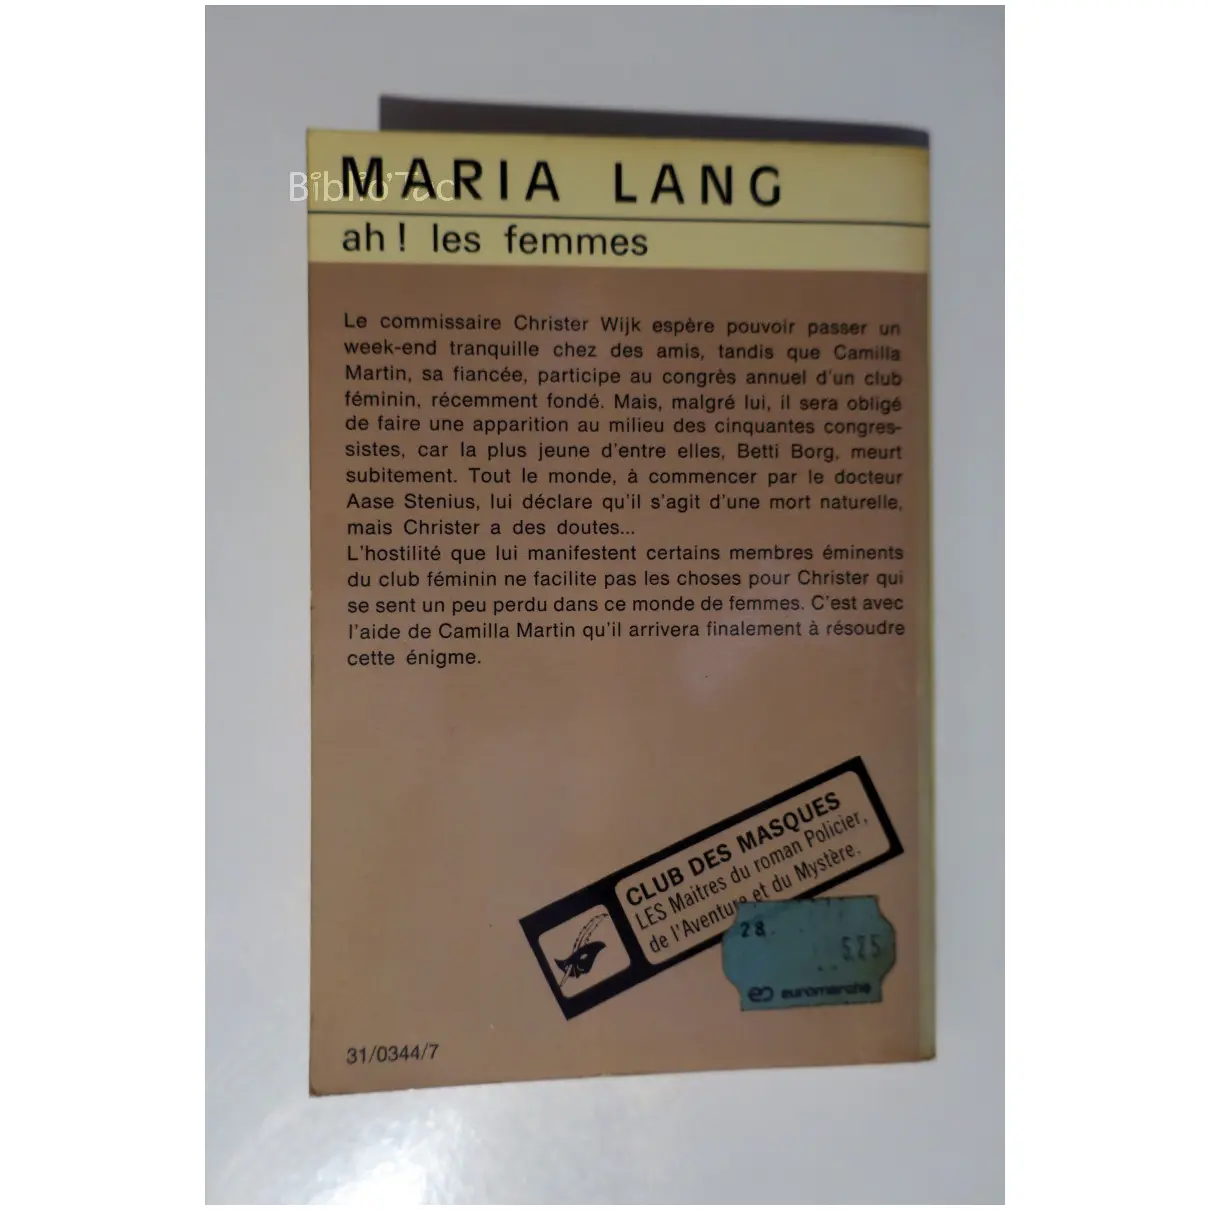 MARIA LANG
Biblio'Tac
ah ! les femmes
Le commissaire Christer Wijk espère pouvoir passer un
week-end tranquille chez des amis, tandis que Camilla
Martin, sa fiancée, participe au congrès annuel d'un club
féminin, récemment fondé. Mais, malgré lui, il sera obligé
de faire une apparition au milieu des cinquantes congres-
sistes, car la plus jeune d'entre elles, Betti Borg, meurt
subitement. Tout le monde, à commencer par le docteur
Aase Stenius, lui déclare qu'il s'agit d'une mort naturelle,
mais Christer a des doutes...
L'hostilité que lui manifestent certains membres éminents
du club féminin ne facilite pas les choses pour Christer qui
se sent un peu perdu dans ce monde de femmes. C'est avec
l'aide de Camilla Martin qu'il arrivera finalement à résoudre
cette énigme.
CLUB DES MASQUES
LES Maitres du roman Policier,
de l'Aventure et du Mystère.
28
5.25
euromarché
31/0344/7